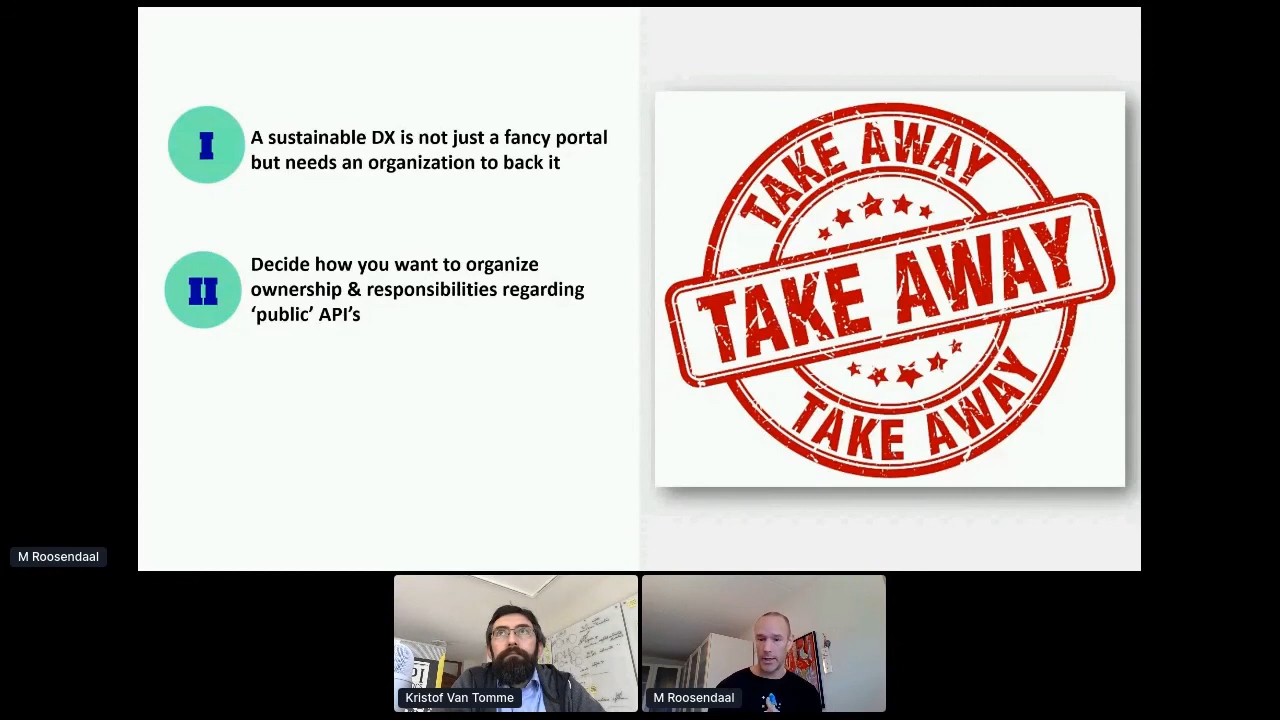 I
A sustainable DX is not just a fancy portal
but needs an organization to back it
II
Decide how you want to organize
ownership & responsibilities regarding
‘public’ API’s
TAKE AWAY
TAKE AWAY
TAKE AWAY
M Roosendaal
Kristof Van Tomme
M Roosendaal